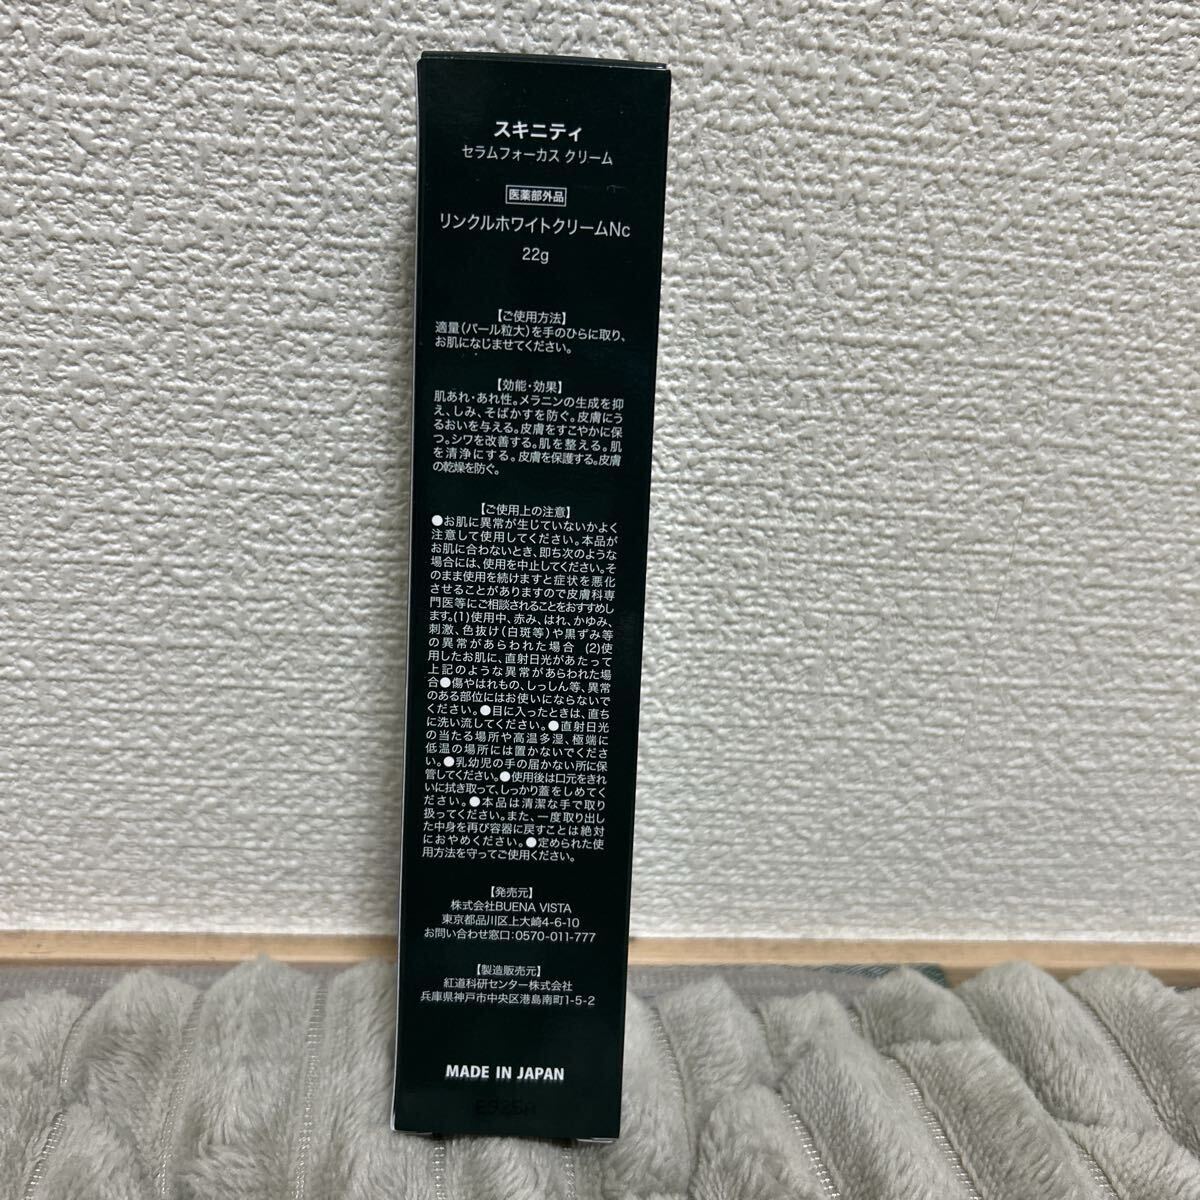 スキニティ
セラムフォーカス クリーム
医薬部外品
リンクルホワイトクリームNc
22g
【ご使用方法】
適量(パール粒大)を手のひらに取り、
お肌になじませてください。
【効能・効果】
肌あれ・あれ性。メラニンの生成を抑
え、しみ、そばかすを防ぐ。皮膚にう
るおいを与える。皮膚をすこやかに保
つ。シワを改善する。肌を整える。肌
を清浄にする。皮膚を保護する。皮膚
の乾燥を防ぐ。
【ご使用上の注意】
●お肌に異常が生じていないかよく
注意して使用してください。本品が
お肌に合わないとき、即ち次のような
場合には、使用を中止してください。そ
のまま使用を続けますと症状を悪化
させることがありますので皮膚科専
門医等にご相談されることをおすすめし
ます。(1)使用中、赤み、はれ、かゆみ、
刺激、色抜け(白斑等)や黒ずみ等
の異常があらわれた場合 (2)使
用したお肌に、直射日光があたって
上記のような異常があらわれた場
合●傷やはれもの、しっしん等、異常
のある部位にはお使いにならないで
ください。●目に入ったときは、直ち
に洗い流してください。●直射日光
の当たる場所や高温多湿、極端に
低温の場所には置かないでくださ
い。●乳幼児の手の届かない所に保
管してください。●使用後は口元をきれ
いに拭き取って、しっかり蓋をしめてく
ださい。●本品は清潔な手で取り
扱ってください。また、一度取り出し
た中身を再び容器に戻すことは絶対
におやめください。●定められた使
用方法を守ってご使用ください。
【発売元】
株式会社BUENA VISTA
東京都品川区上大崎4-6-10
お問い合わせ窓口:0570-011-777
【製造販売元】
紅道科研センター株式会社
兵庫県神戸市中央区港島南町1-5-2
MADE IN JAPAN